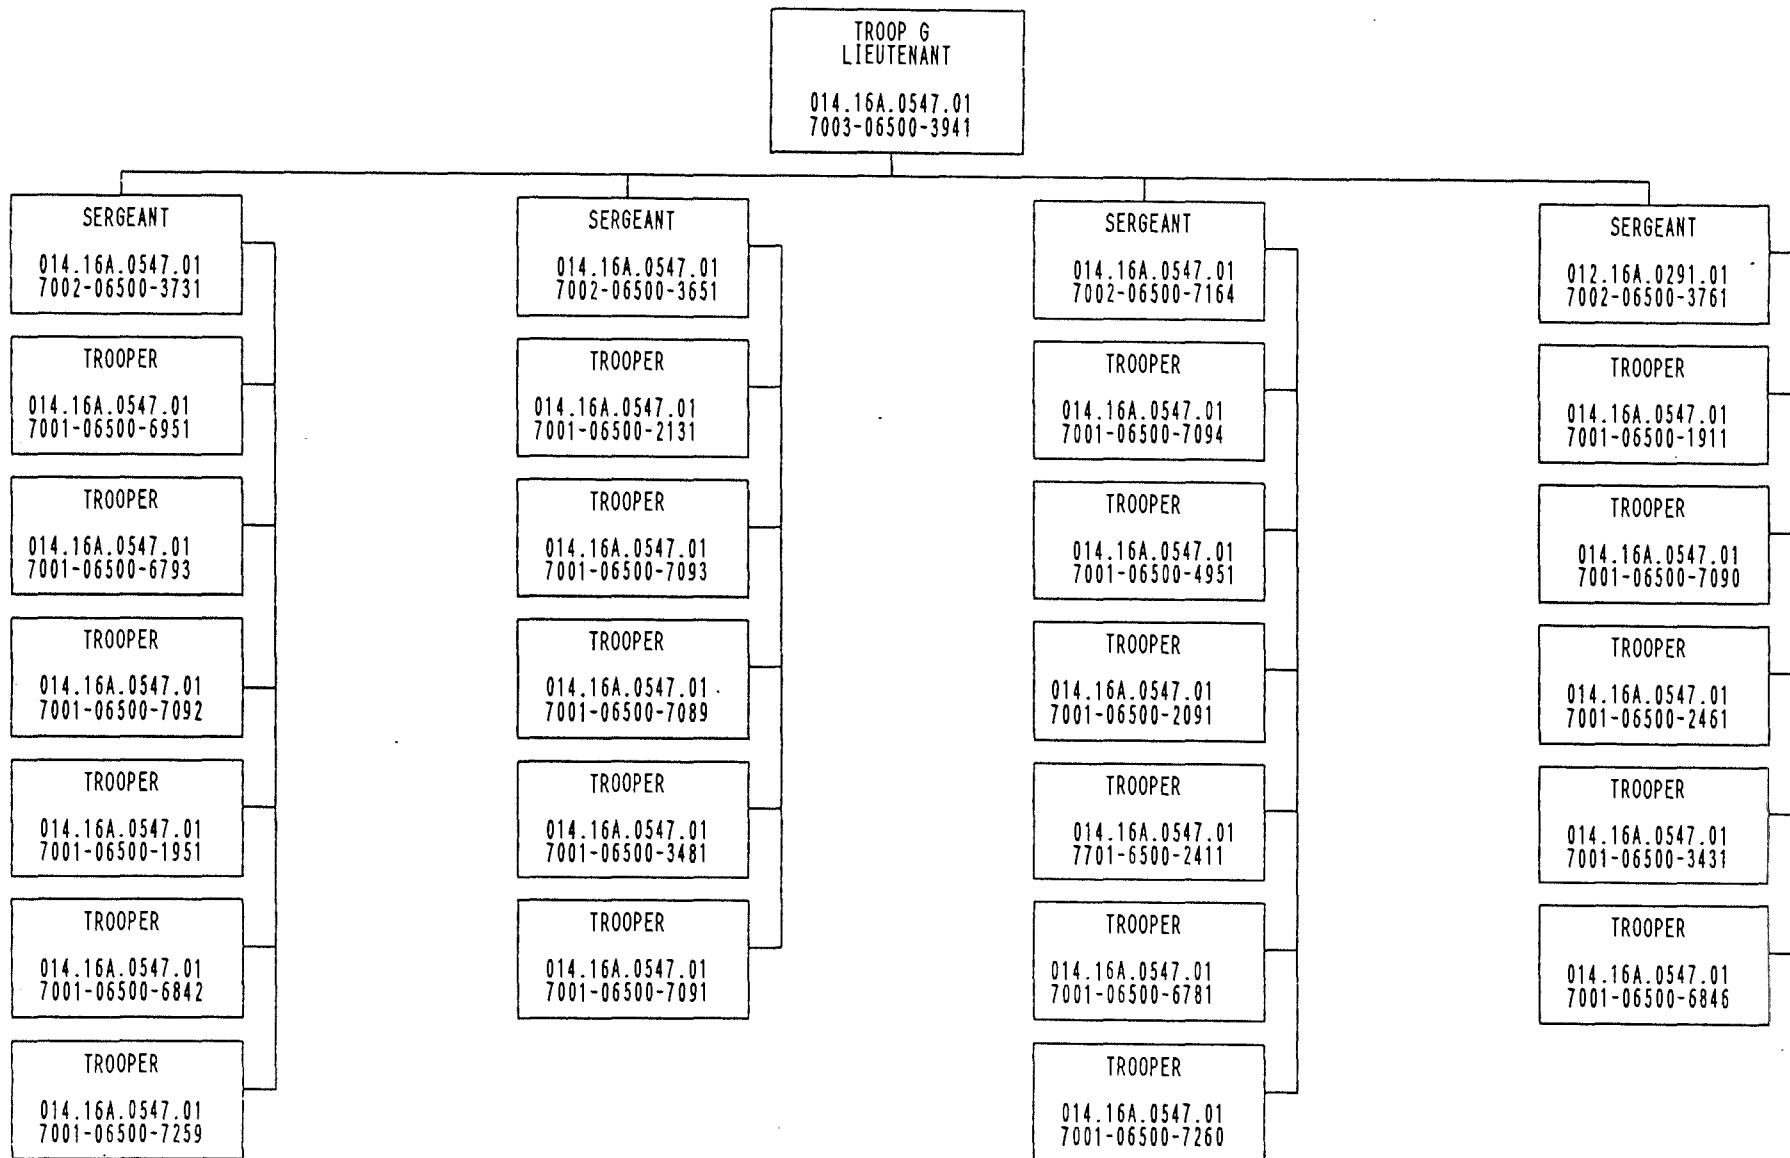 TROOP G
LIEUTENANT
014.16A.0547.01
7003-06500-3941
SERGEANT
014.16A.0547.01
7002-06500-3731
TROOPER
014.16A.0547.01
7001-06500-6951
TROOPER
014.16A.0547.01
7001-06500-6793
TROOPER
014.16A.0547.01
7001-06500-7092
TROOPER
014.16A.0547.01
7001-06500-1951
TROOPER
014.16A.0547.01
7001-06500-6842
TROOPER
014.16A.0547.01
7001-06500-7259
SERGEANT
014.16A.0547.01
7002-06500-3651
TROOPER
014.16A.0547.01
7001-06500-2131
TROOPER
014.16A.0547.01
7001-06500-7093
TROOPER
014.16A.0547.01
7001-06500-7089
TROOPER
014.16A.0547.01
7001-06500-3481
TROOPER
014.16A.0547.01
7001-06500-7091
SERGEANT
014.16A.0547.01
7002-06500-7164
TROOPER
014.16A.0547.01
7001-06500-7094
TROOPER
014.16A.0547.01
7001-06500-4951
TROOPER
014.16A.0547.01
7001-06500-2091
TROOPER
014.16A.0547.01
7701-6500-2411
TROOPER
014.16A.0547.01
7001-06500-6781
TROOPER
014.16A.0547.01
7001-06500-7260
SERGEANT
012.16A.0291.01
7002-06500-3761
TROOPER
014.16A.0547.01
7001-06500-1911
TROOPER
014.16A.0547.01
7001-06500-7090
TROOPER
014.16A.0547.01
7001-06500-2461
TROOPER
014.16A.0547.01
7001-06500-3431
TROOPER
014.16A.0547.01
7001-06500-6846